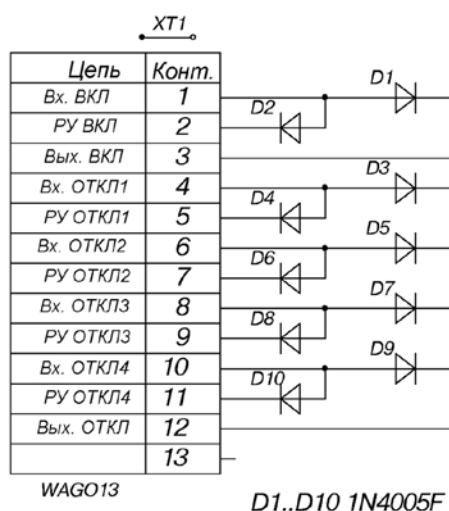 XT1
Цепь Конт.
Вх. ВКЛ 1 D1
D2
РУ ВКЛ 2
Вых. ВКЛ 3
D3
Вх. ОТКЛ1 4
D4
РУ ОТКЛ1 5
D5
Вх. ОТКЛ2 6
D6
РУ ОТКЛ2 7
D7
Вх. ОТКЛ3 8
D8
РУ ОТКЛ3 9
D9
Вх. ОТКЛ4 10
D10
РУ ОТКЛ4 11
Вых. ОТКЛ 12
13
WAGO13
D1..D10 1N4005F